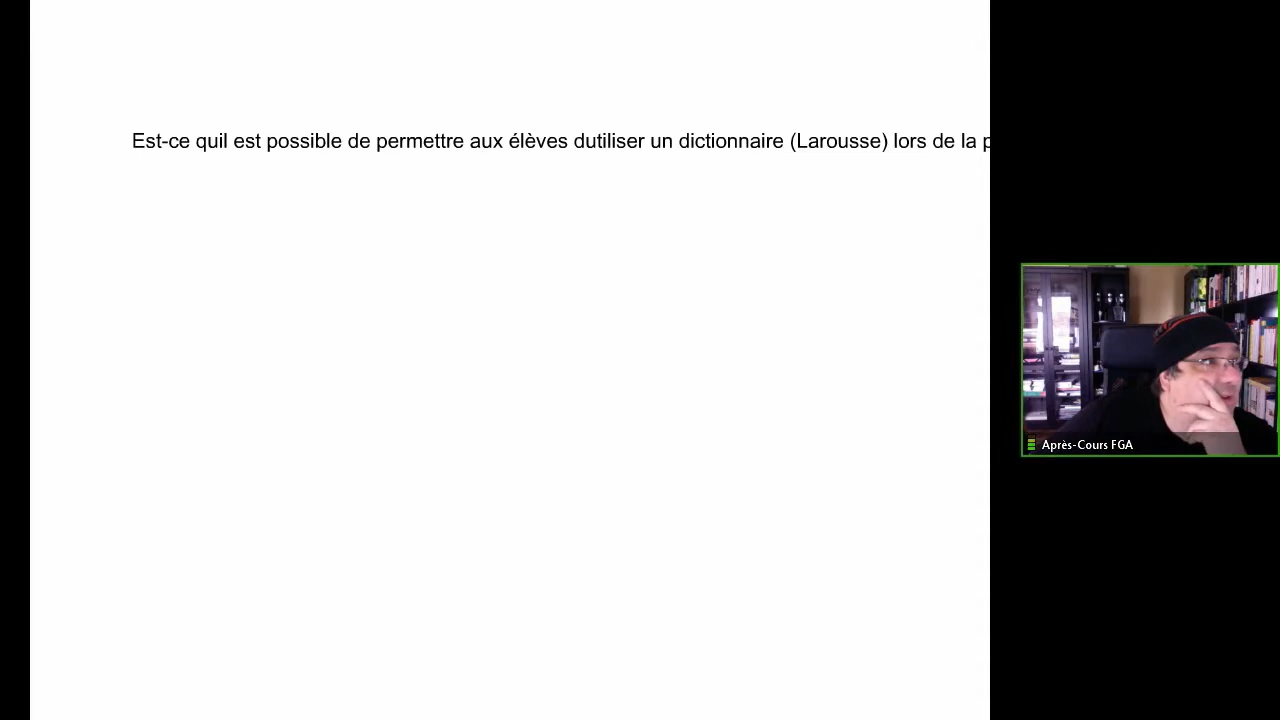 Est-ce quil est possible de permettre aux élèves dutiliser un dictionnaire (Larousse) lors de la
Après-Cours FGA